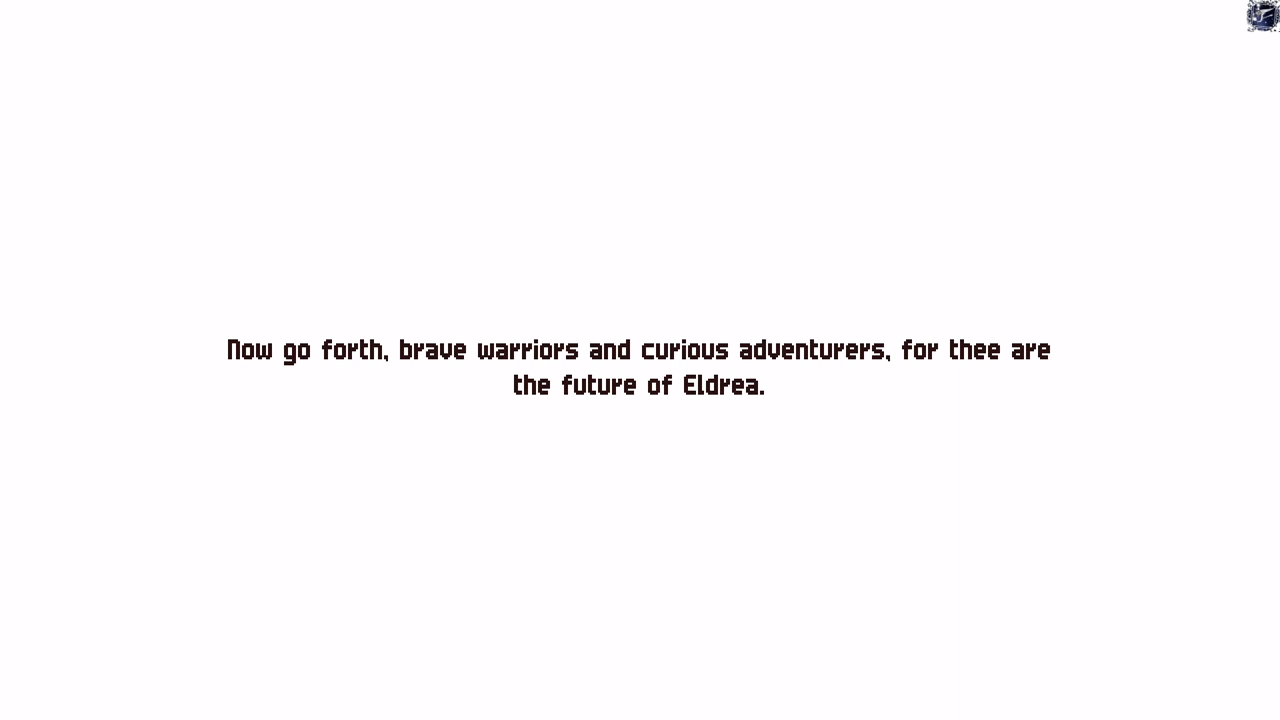 Now go forth, brave warriors and curious adventurers, for thee are
the future of Eldrea.